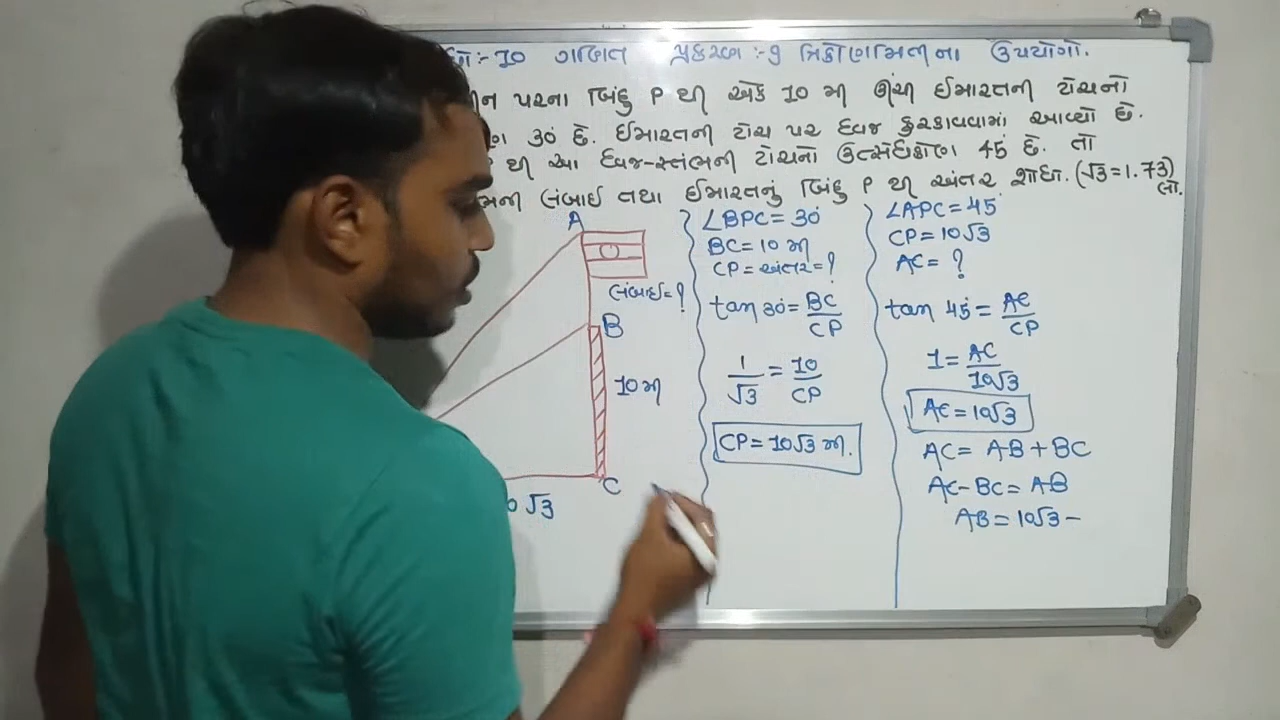 :- 10 ગણિત પ્રકરણ :- 9 ત્રિકોણમિતીના ઉપયોગો.
પરના બિંદુ P થી એક 10 મી ઊંચી ઈમારતની ટોચનો
30 છે. ઈમારતની ટોચ પર ધ્વજ ફરકાવવામાં આવ્યો છે.
થી આ ધ્વજ-સ્તંભની ટોચનો ઉત્સેધકોણ 45° છે. તો
લંબાઈ તથા ઈમારતનું બિંદુ P થી અંતર શોધો. (√3=1.73)
લો.
A
લંબાઈ=?
B
10 મી
C
√3
∠BPC = 30°
BC = 10 મી
CP = અંતર = ?
tan 30° = BC/CP
1/√3 = 10/CP
CP = 10√3 મી.
∠APC = 45°
CP = 10√3
AC = ?
tan 45° = AC/CP
1 = AC/10√3
AC = 10√3
AC = AB + BC
AC - BC = AB
AB = 10√3 -